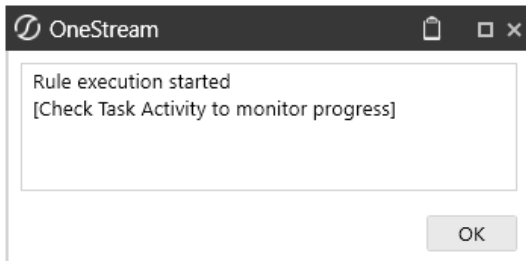 OneStream
Rule execution started
[Check Task Activity to monitor progress]
OK